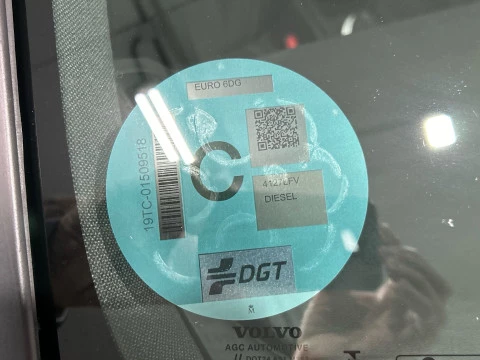 EURO 6DG
19TC-01509518
C
4127LFV
DIESEL
DGT
VOLVO
AGC AUTOMOTIVE